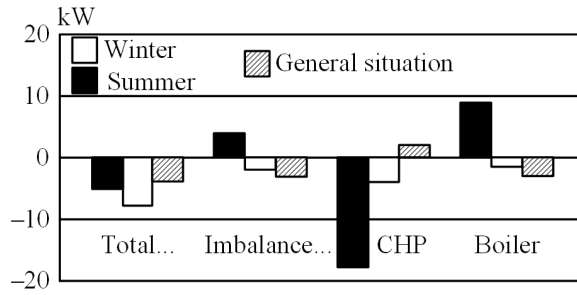 kW
20
Winter
Summer
General situation
10
0
–10
Total...
Imbalance...
CHP
Boiler
–20